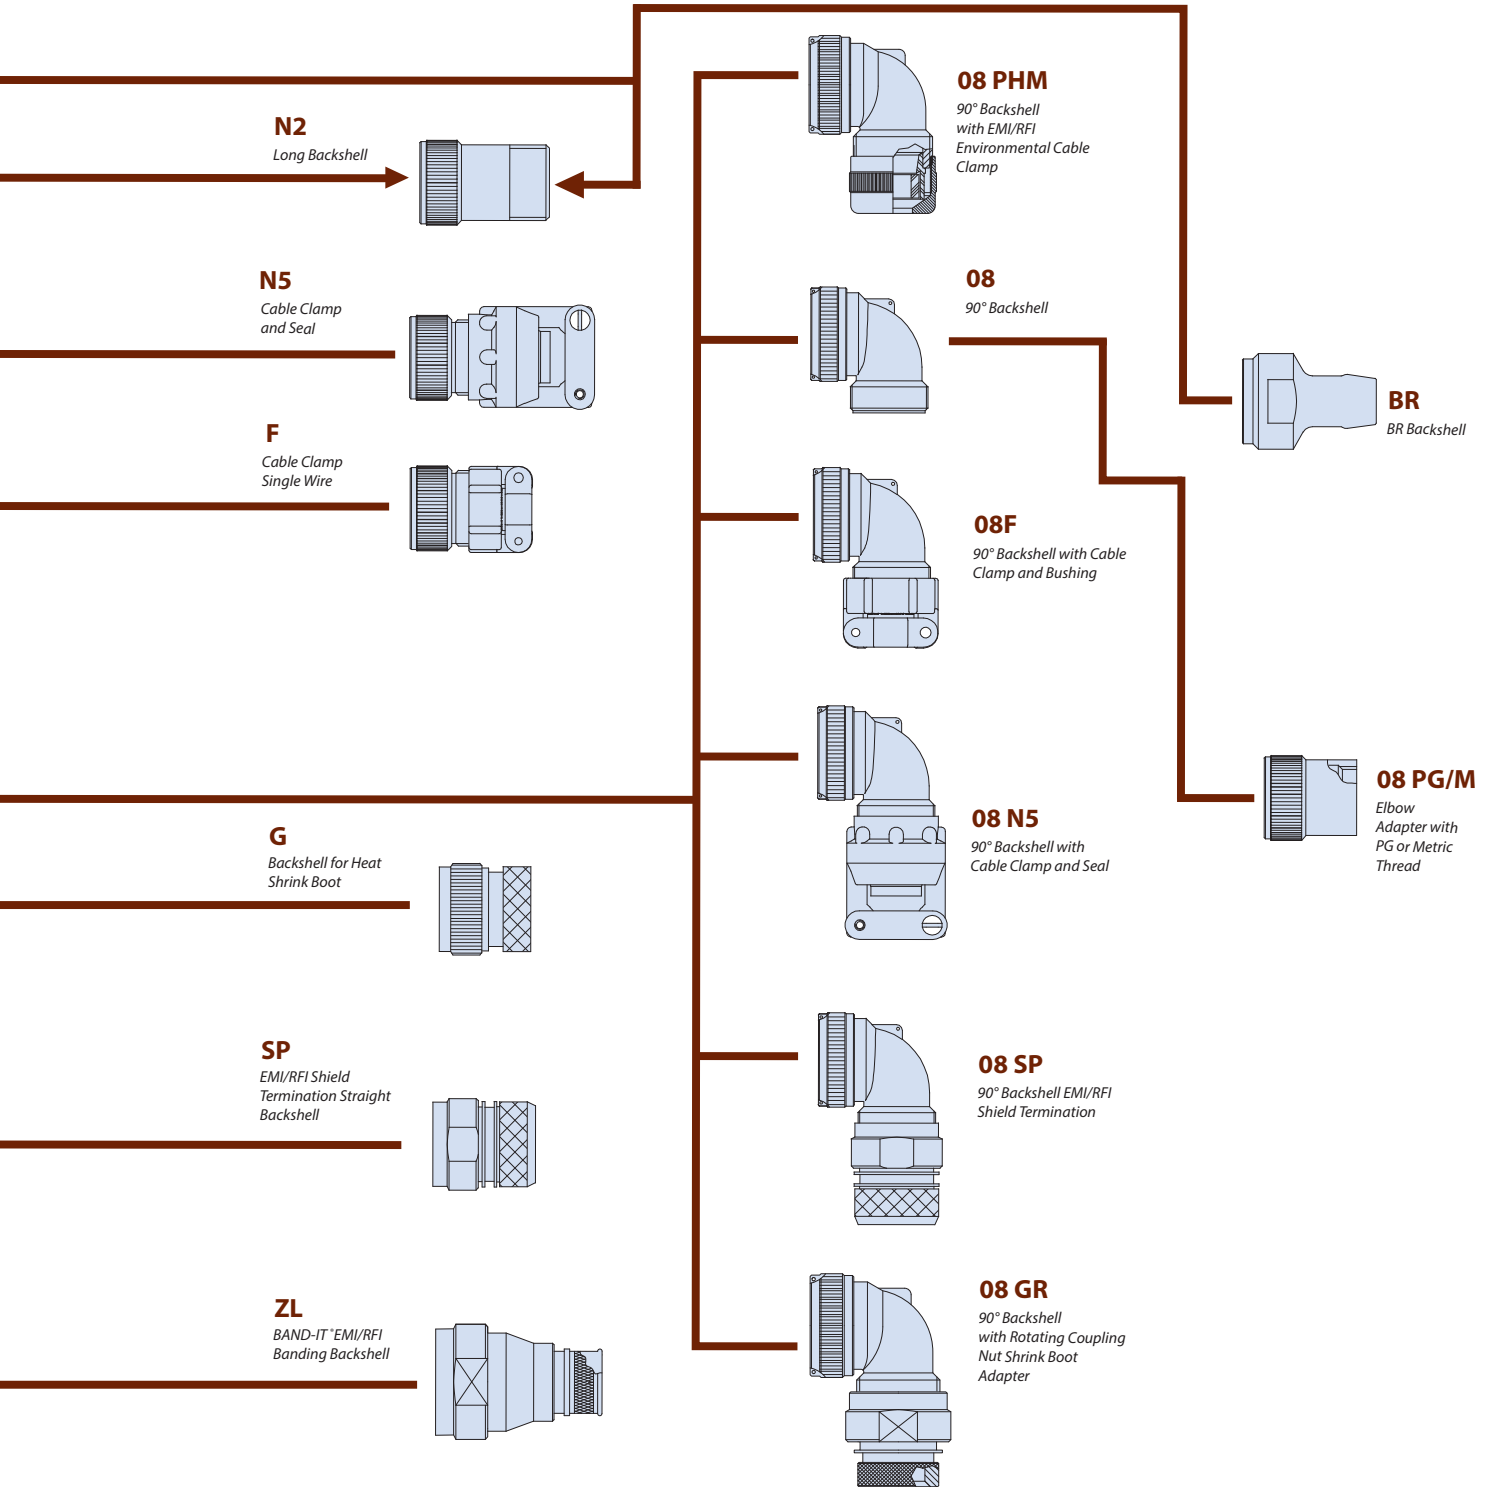 N2
Long Backshell
N5
Cable Clamp
and Seal
F
Cable Clamp
Single Wire
G
Backshell for Heat
Shrink Boot
SP
EMI/RFI Shield
Termination Straight
Backshell
ZL
BAND-IT® EMI/RFI
Banding Backshell
08 PHM
90° Backshell
with EMI/RFI
Environmental Cable
Clamp
08
90° Backshell
08F
90° Backshell with Cable
Clamp and Bushing
08 N5
90° Backshell with
Cable Clamp and Seal
08 SP
90° Backshell EMI/RFI
Shield Termination
08 GR
90° Backshell
with Rotating Coupling
Nut Shrink Boot
Adapter
BR
BR Backshell
08 PG/M
Elbow
Adapter with
PG or Metric
Thread